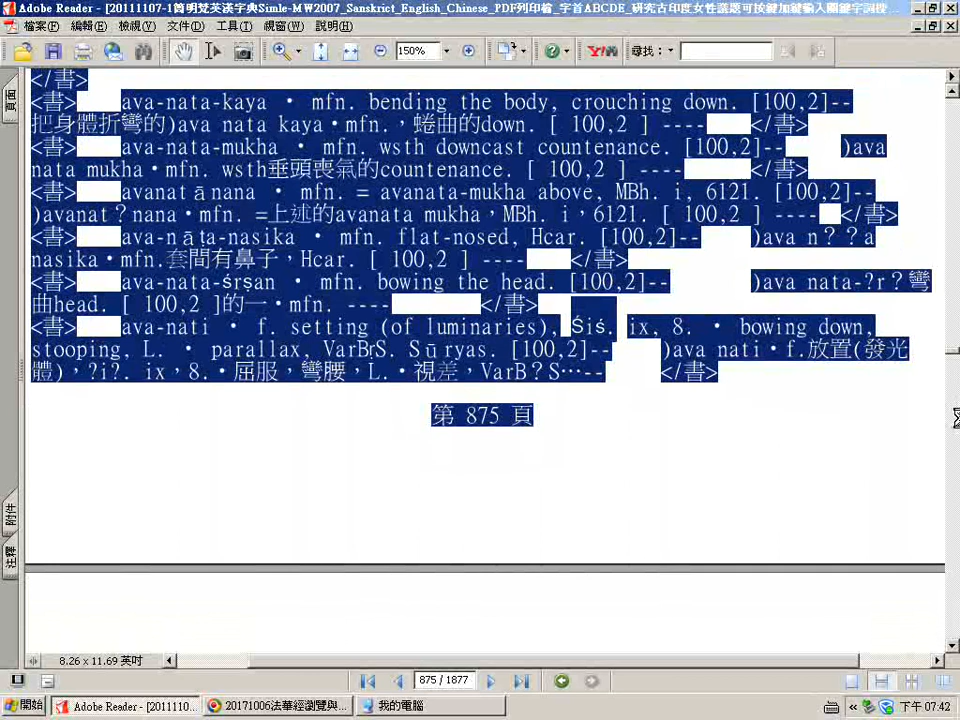 Adobe Reader - [20111107-1簡明梵英漢字典Simle-MW2007_Sanskrict_English_Chinese_PDF列印檔_字首ABCDE_研究古印度女性議題可按鍵加鍵輸入關鍵字詞搜
檔案(F) 編輯(E) 檢視(V) 文件(D) 工具(T) 視窗(W) 說明(H)
150% 尋找:
頁面
</書>
<書> ava-nata-kaya • mfn. bending the body, crouching down. [100,2]--
把身體折彎的)ava nata kaya•mfn.，蜷曲的down. [ 100,2 ] ---- </書>
<書> ava-nata-mukha • mfn. wsth downcast countenance. [100,2]-- )ava
nata mukha•mfn. wsth垂頭喪氣的countenance. [ 100,2 ] ---- </書>
<書> avanatānana • mfn. = avanata-mukha above, MBh. i, 6121. [100,2]--
)avanat？nana•mfn. =上述的avanata mukha，MBh. i，6121. [ 100,2 ] ---- </書>
<書> ava-nāṭa-nasika • mfn. flat-nosed, Hcar. [100,2]-- )ava n？？a
nasika•mfn.套間有鼻子，Hcar. [ 100,2 ] ---- </書>
<書> ava-nata-śrṣan • mfn. bowing the head. [100,2]-- )ava nata-?r？彎
曲head. [ 100,2 ]的一•mfn. ---- </書>
<書> ava-nati • f. setting (of luminaries), Śiś. ix, 8. • bowing down,
stooping, L. • parallax, VarBṛS. Sūryas. [100,2]-- )ava nati•f.放置(發光
體)，?i?. ix，8.•屈服，彎腰，L.•視差，VarB？S…-- </書>
第 875 頁
附件
注釋
8.26 x 11.69 英吋
875 / 1877
開始 Adobe Reader - [2011110... 20171006法華經瀏覽與... 我的電腦 下午 07:42